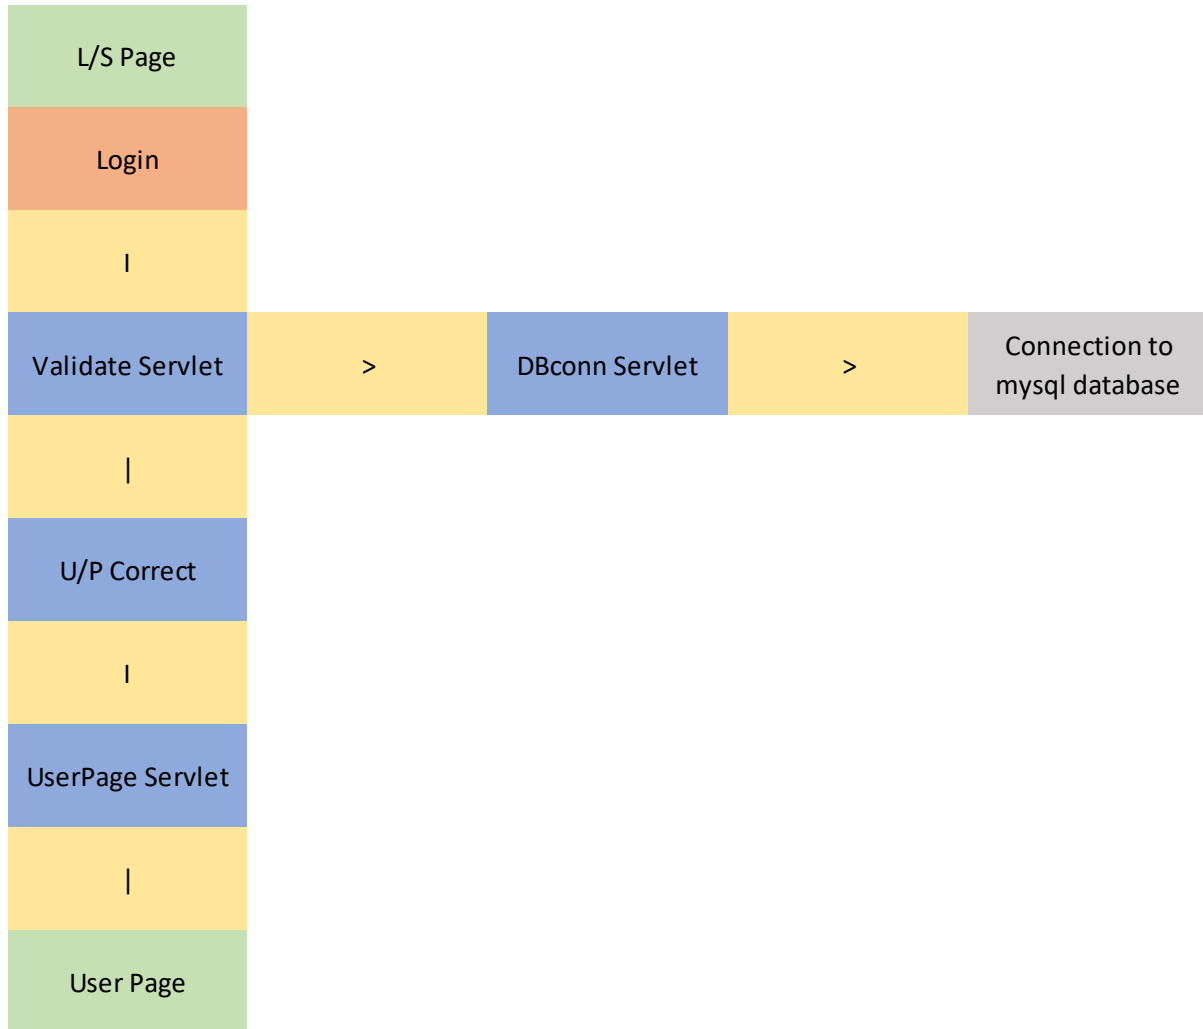 L/S Page
Login
I
Validate Servlet > DBconn Servlet > Connection to
mysql database
|
U/P Correct
I
UserPage Servlet
|
User Page